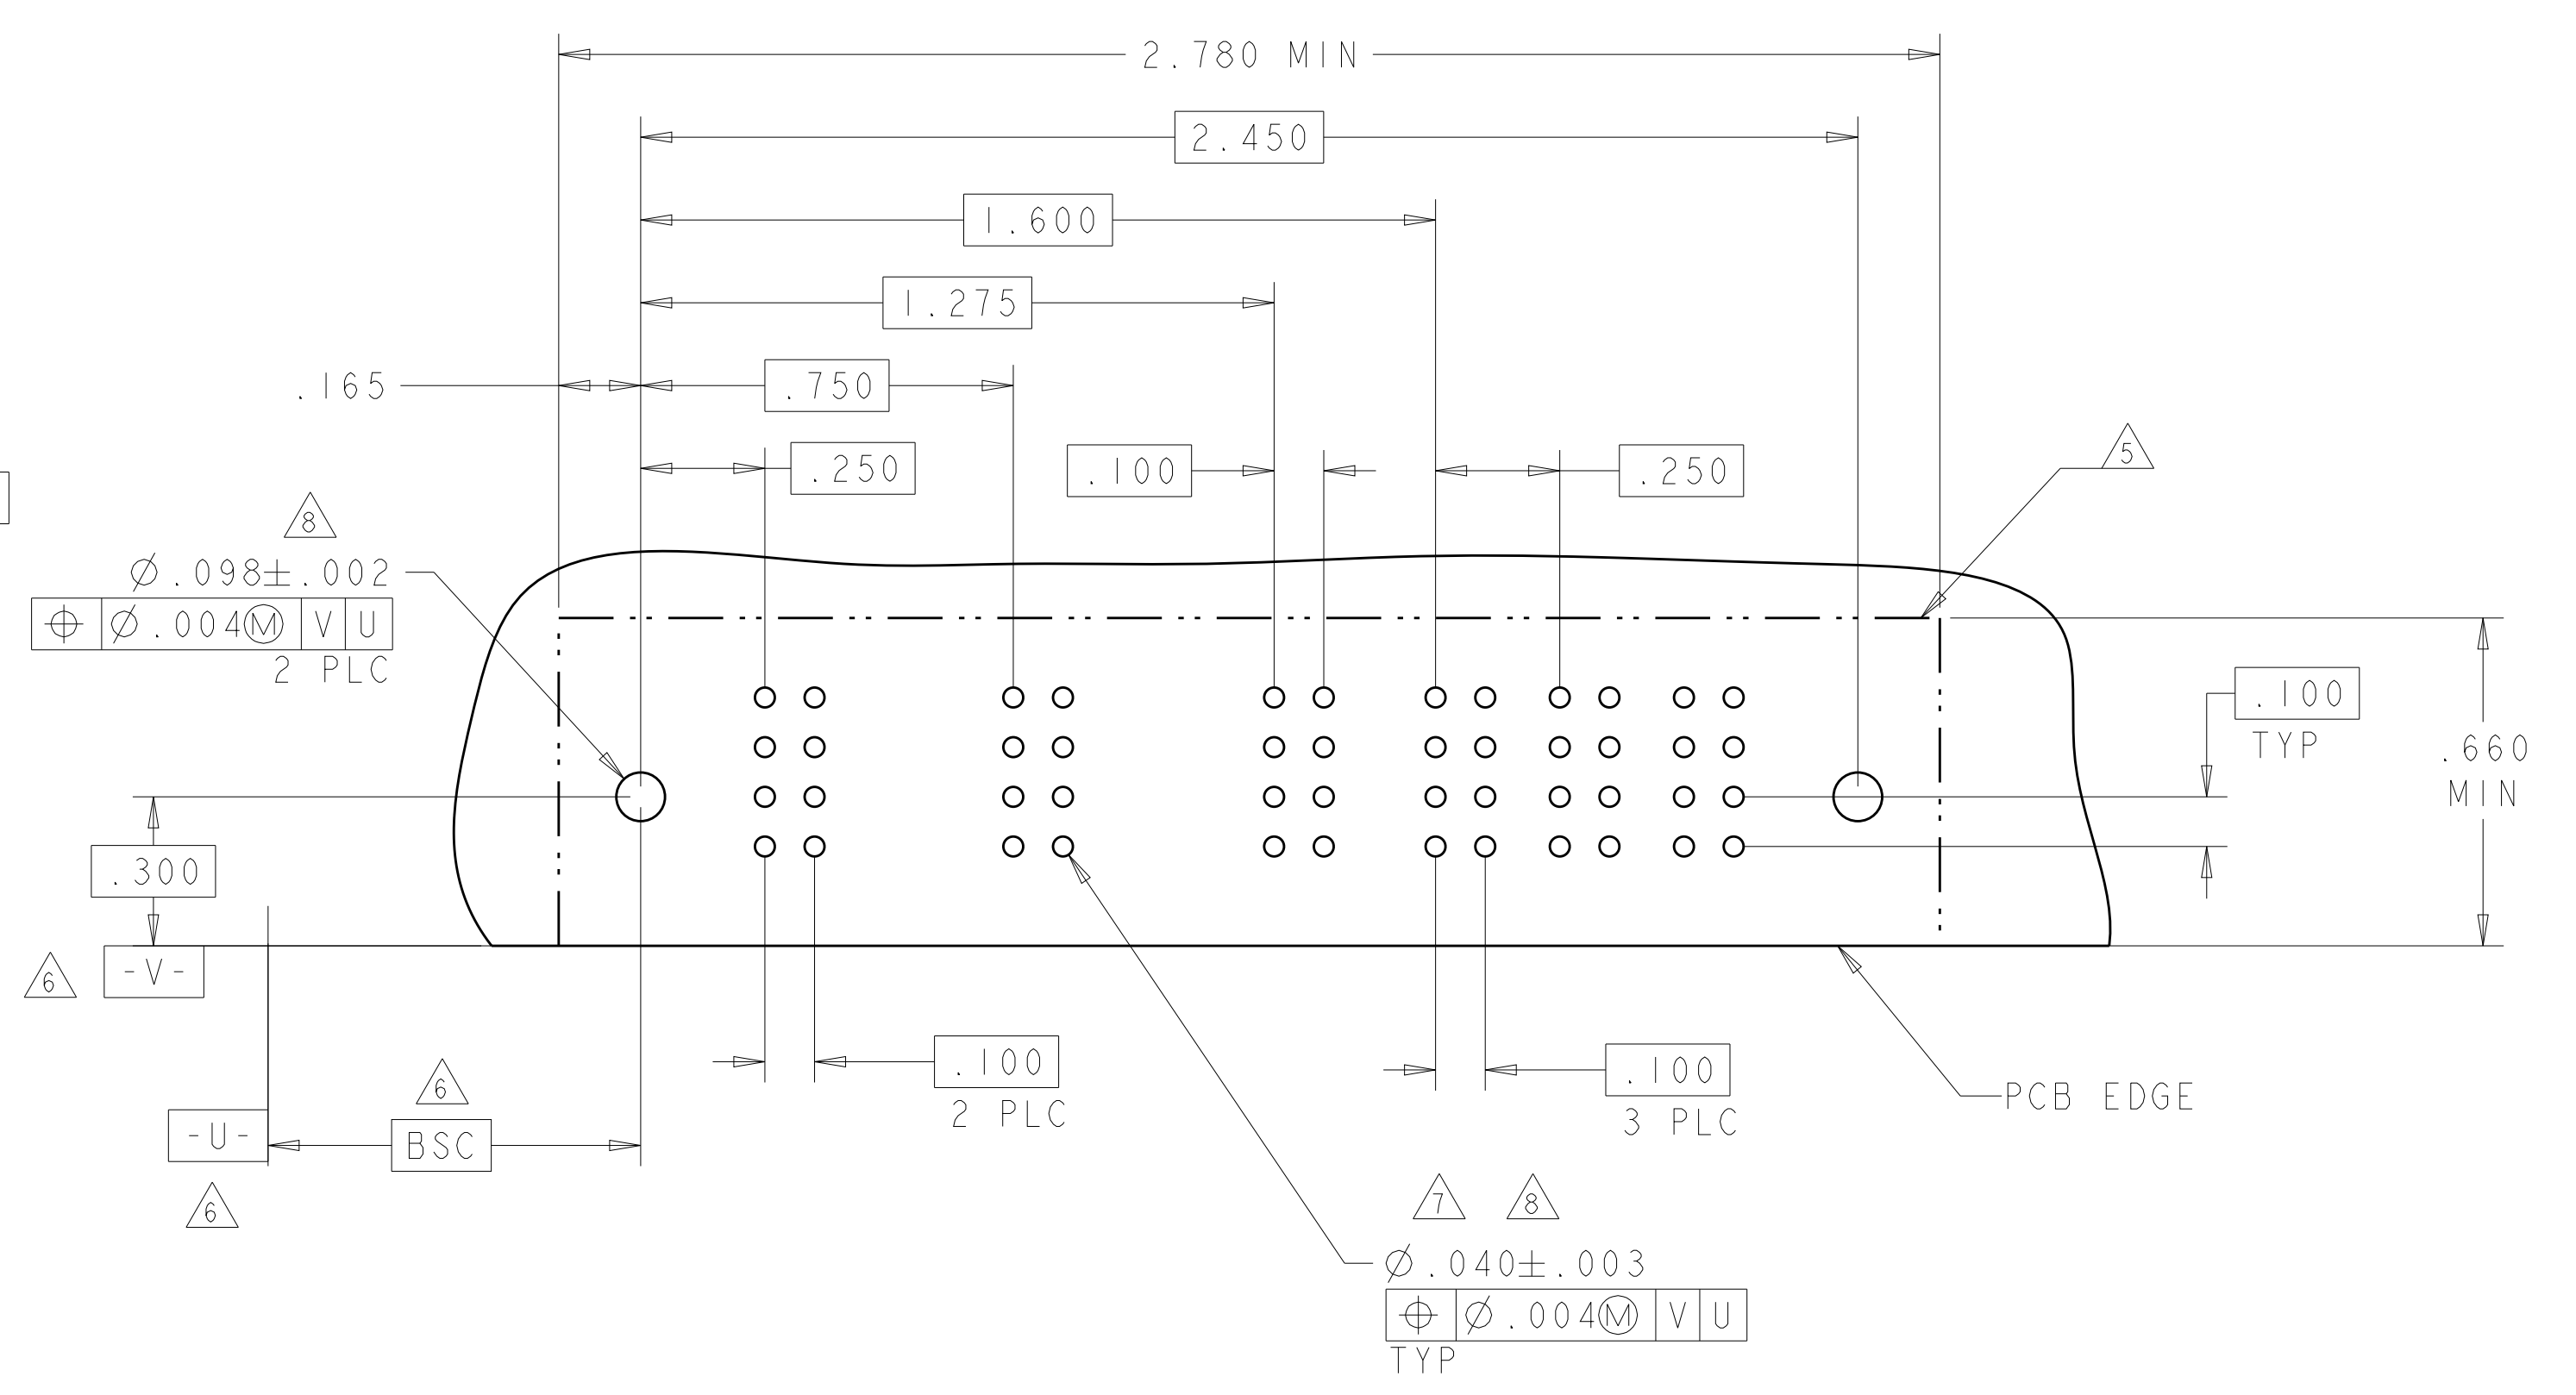 2.780 MIN
2.450
1.600
1.275
.165
.750
.250
.100
.250
5
8
Ø.098±.002
⌖ Ø.004Ⓜ V U
2 PLC
.100
TYP
.660
MIN
.300
6
-V-
.100
2 PLC
.100
3 PLC
PCB EDGE
6
-U-
BSC
6
7 8
Ø.040±.003
⌖ Ø.004Ⓜ V U
TYP